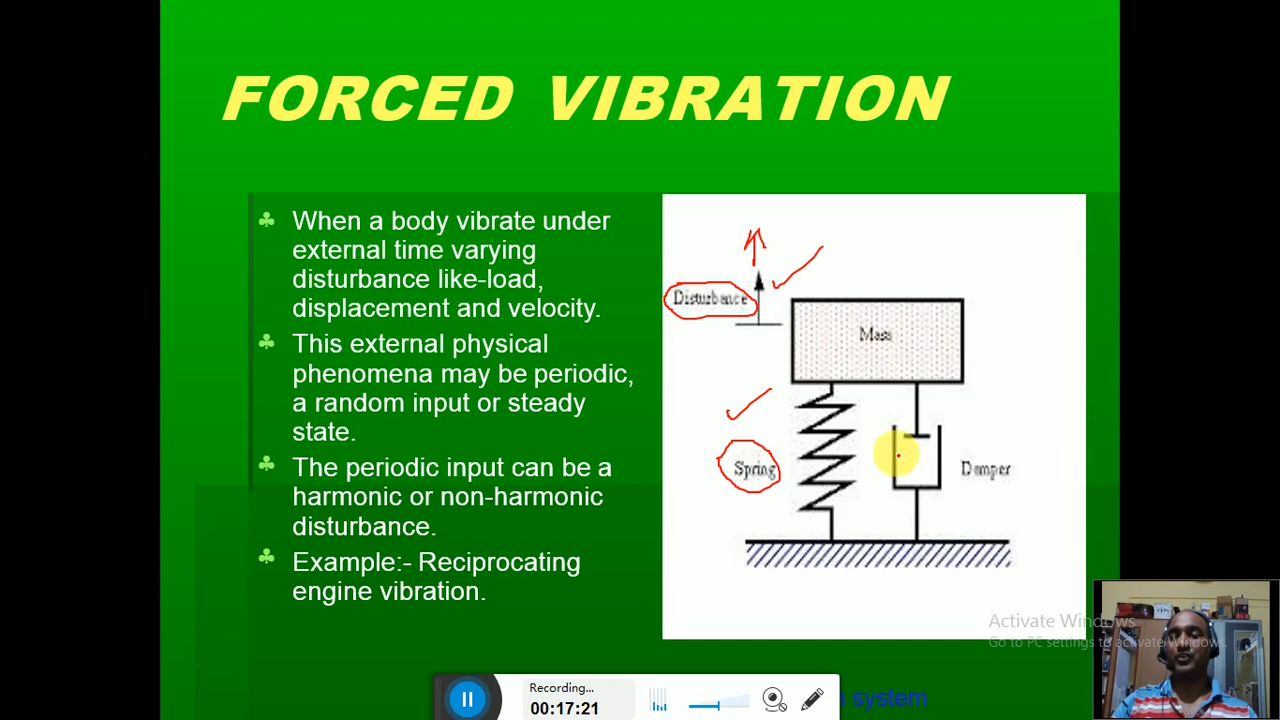 FORCED VIBRATION
When a body vibrate under
external time varying
disturbance like-load,
displacement and velocity.
This external physical
phenomena may be periodic,
a random input or steady
state.
The periodic input can be a
harmonic or non-harmonic
disturbance.
Example:- Reciprocating
engine vibration.
Disturbance
Mass
Spring
Damper
Activate Windows
Go to PC settings to activate Windows.
system
Recording...
00:17:21